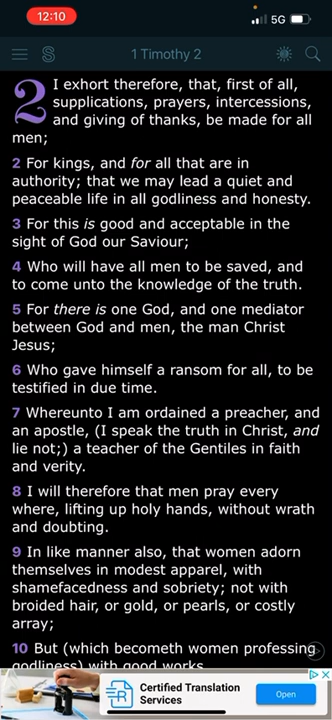 12:10
5G
S
1 Timothy 2
2 I exhort therefore, that, first of all,
supplications, prayers, intercessions,
and giving of thanks, be made for all
men;
2 For kings, and for all that are in
authority; that we may lead a quiet and
peaceable life in all godliness and honesty.
3 For this is good and acceptable in the
sight of God our Saviour;
4 Who will have all men to be saved, and
to come unto the knowledge of the truth.
5 For there is one God, and one mediator
between God and men, the man Christ
Jesus;
6 Who gave himself a ransom for all, to be
testified in due time.
7 Whereunto I am ordained a preacher, and
an apostle, (I speak the truth in Christ, and
lie not;) a teacher of the Gentiles in faith
and verity.
8 I will therefore that men pray every
where, lifting up holy hands, without wrath
and doubting.
9 In like manner also, that women adorn
themselves in modest apparel, with
shamefacedness and sobriety; not with
broided hair, or gold, or pearls, or costly
array;
10 But (which becometh women professing
godliness) with good works.
Certified Translation
Services
Open